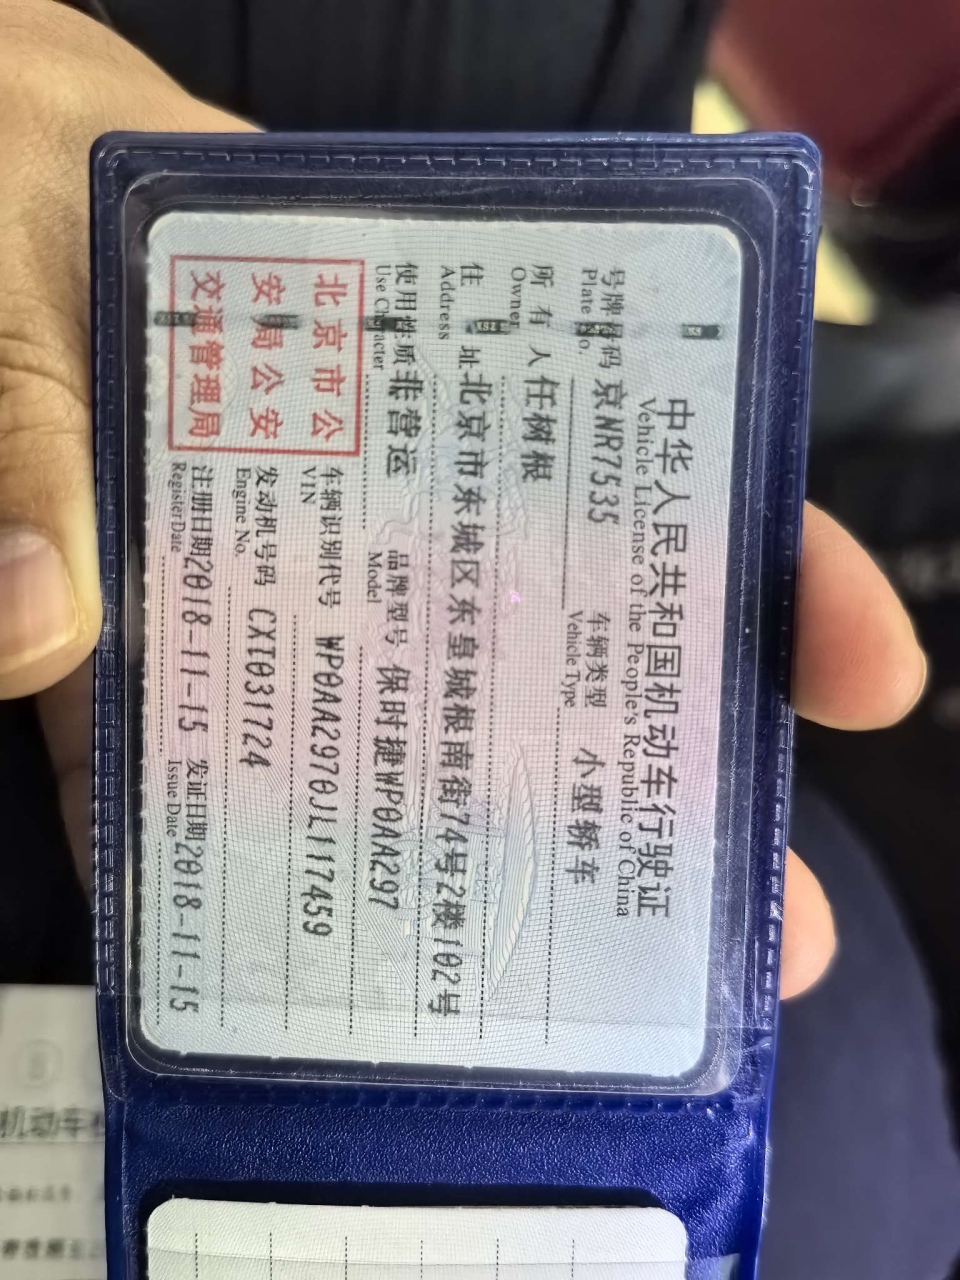 中华人民共和国机动车行驶证
Vehicle License of the People's Republic of China
号牌号码 京NR7535 车辆类型 小型轿车
Plate No. Vehicle Type
所有人 任树根
Owner
住址 北京市东城区东皇城根南街74号2楼102号
Address
使用性质 非营运 品牌型号 保时捷WP0AA297
Use Character Model
北京市公
安局公安
交通管理局
车辆识别代号 WP0AA2970JL117459
VIN
发动机号码 CXT031724
Engine No.
注册日期 2018-11-15 发证日期 2018-11-15
Register Date Issue Date
机动车